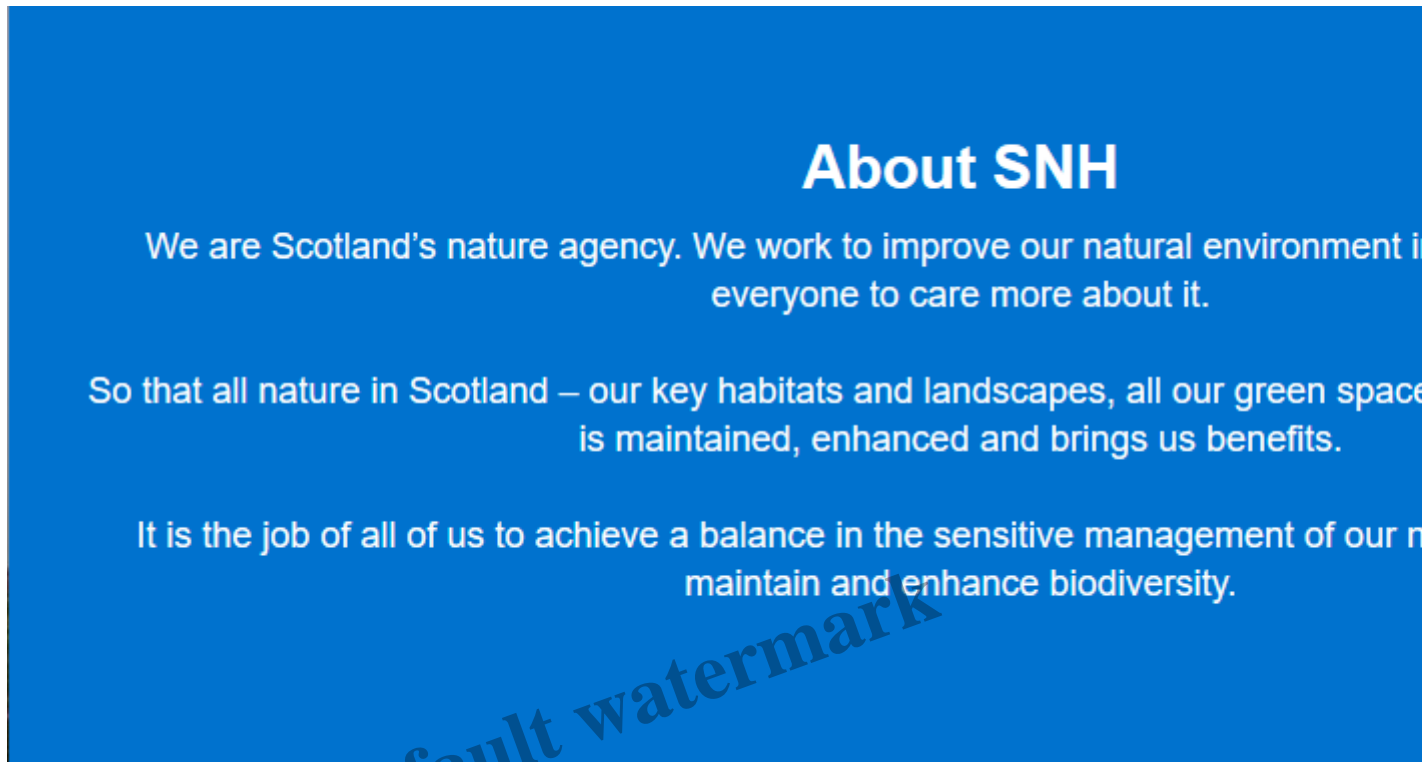 About SNH
We are Scotland’s nature agency. We work to improve our natural environment
everyone to care more about it.
So that all nature in Scotland – our key habitats and landscapes, all our green
is maintained, enhanced and brings us benefits.
It is the job of all of us to achieve a balance in the sensitive management of our
maintain and enhance biodiversity.
watermark